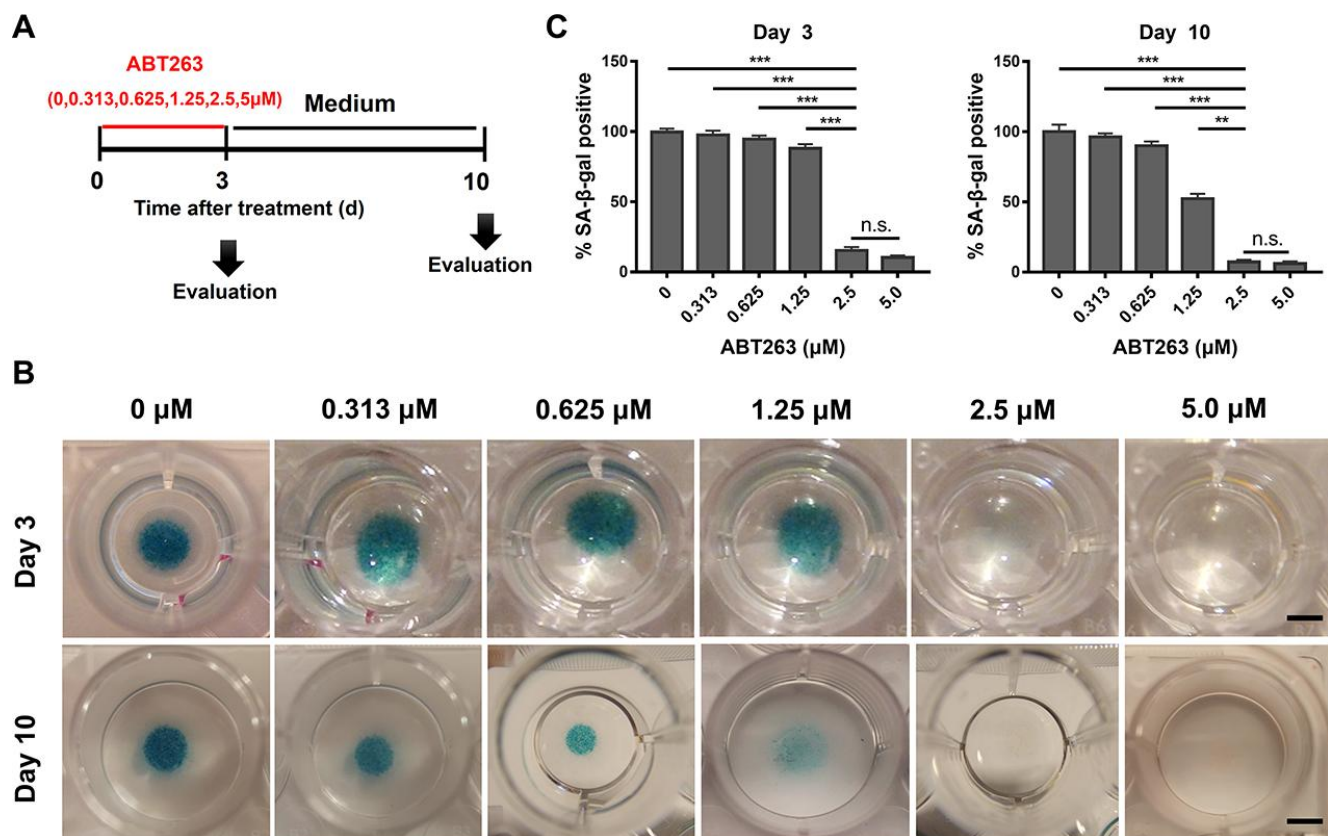 A
ABT263
(0,0.313,0.625,1.25,2.5,5µM)
Medium
0
3
10
Time after treatment (d)
Evaluation
Evaluation
C
Day 3
% SA-β-gal positive
150
100
50
0
***
***
***
***
n.s.
0
0.313
0.625
1.25
2.5
5.0
ABT263 (µM)
Day 10
% SA-β-gal positive
150
100
50
0
***
***
***
**
n.s.
0
0.313
0.625
1.25
2.5
5.0
ABT263 (µM)
B
0 µM
0.313 µM
0.625 µM
1.25 µM
2.5 µM
5.0 µM
Day 3
Day 10